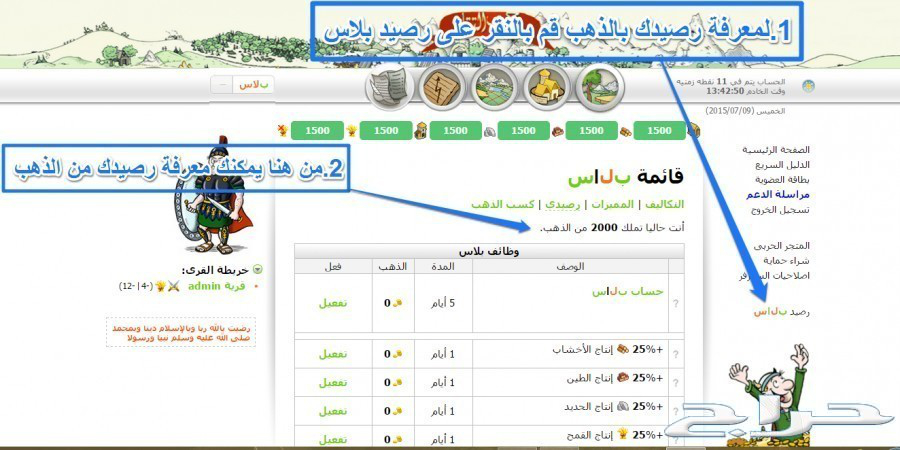 1.لمعرفة رصيدك بالذهب قم بالنقر على رصيد بلاس
بلاس
الحساب يتم في 11 نقطه زمنيه
وقت الخادم 13:42:50
الخميس (2015/07/09)
1500
1500
1500
1500
1500
1500
2.من هنا يمكنك معرفة رصيدك من الذهب
الصفحة الرئيسية
الدليل السريع
بطاقة العضوية
مراسلة الدعم
تسجيل الخروج
المتجر الحربي
شراء حماية
اصلاحيات
رصيد بلاس
قائمة بلاس
التكاليف | المميزات | رصيدي | كسب الذهب
أنت حاليا تملك 2000 من الذهب.
وظائف بلاس
الوصف المدة الذهب فعل
? حساب بلاس 5 أيام 0 تفعيل
? +25% إنتاج الأخشاب 1 أيام 0 تفعيل
? +25% إنتاج الطين 1 أيام 0 تفعيل
? +25% إنتاج الحديد 1 أيام 0 تفعيل
? +25% إنتاج القمح 1 أيام 0 تفعيل
خريطة القرى:
قرية admin (-4|-12)
رضيت بالله ربا وبالإسلام دينا وبمحمد
صلى الله عليه وسلم نبيا ورسولا
حراج